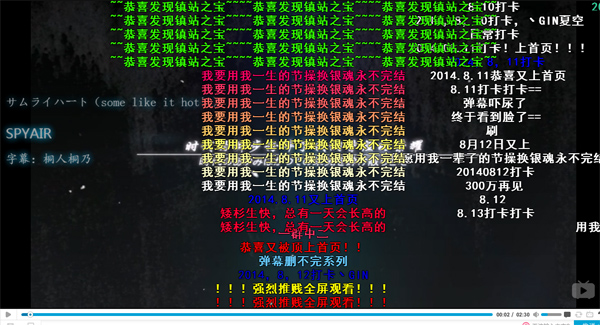 ~~恭喜发现镇站之宝~~~~恭喜发现镇站之宝~~~~恭喜发现镇站之宝~~
~~恭喜发现镇站之宝~~~~恭喜发现镇站之宝~~~~恭喜发现镇站之宝~~
~~恭喜发现镇站之宝~~~~恭喜发现镇站之宝~~~~恭喜发现镇站之宝~~
~~恭喜发现镇站之宝~~~~恭喜发现镇站之宝~~~~恭喜发现镇站之宝~~
~~恭喜发现镇站之宝~~~~恭喜发现镇站之宝~~~~恭喜发现镇站之宝~~
8.10打卡
打卡，丶GIN夏空
日常打卡
打卡！上首页！！！
我要用我一生的节操换银魂永不完结
2014.8.11恭喜又上首页
我要用我一生的节操换银魂永不完结
8.11打卡打卡==
サムライハート（some like it hot
我要用我一生的节操换银魂永不完结
弹幕吓尿了
我要用我一生的节操换银魂永不完结
终于看到脸了==
SPYAIR
我要用我一生的节操换银魂永不完结
刷
我要用我一生的节操换银魂永不完结
8月12日又上
字幕：桐人桐乃
我要用我一生的节操换银魂永不完结
用我一辈子的节操换银魂永不完结
我要用我一生的节操换银魂永不完结
20140812打卡
我要用我一生的节操换银魂永不完结
300万再见
2014.8.11又上首页
8.12
矮杉生快，总有一天会长高的
8.13打卡打卡
矮杉生快，总有一天会长高的
我用
一群中二
恭喜又被顶上首页！！
弹幕鹏不完系列
2014．8．12打卡丶GIN
！！！强烈推贱全屏观看！！！
！！！强烈推贱全屏观看！！！
00:02 / 02:30